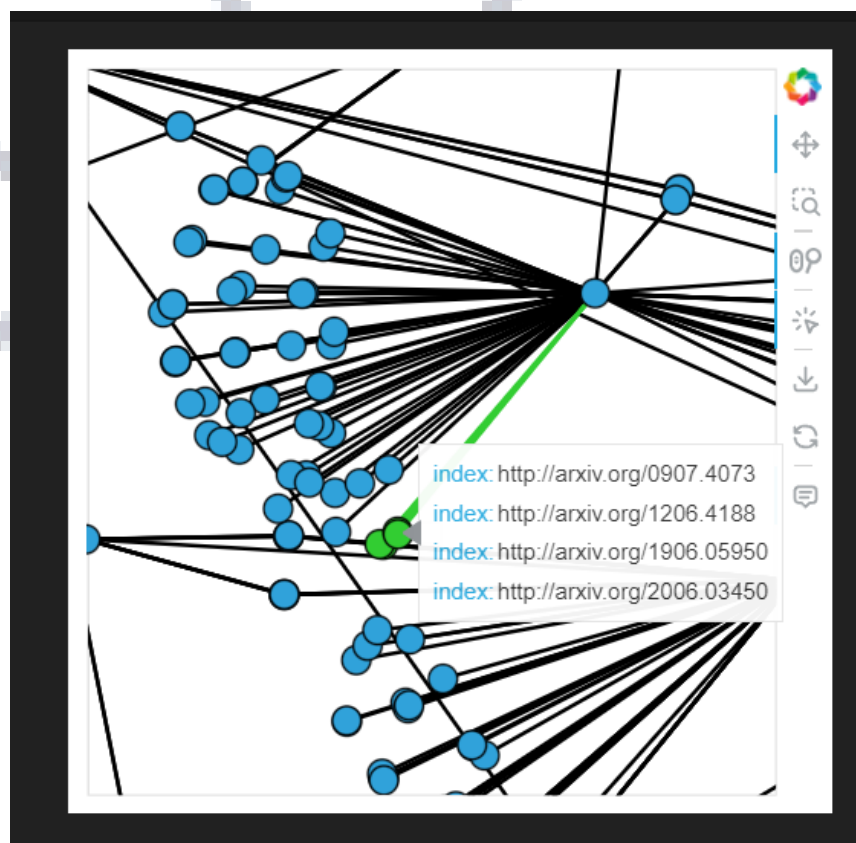 index: http://arxiv.org/0907.4073
index: http://arxiv.org/1206.4188
index: http://arxiv.org/1906.05950
index: http://arxiv.org/2006.03450